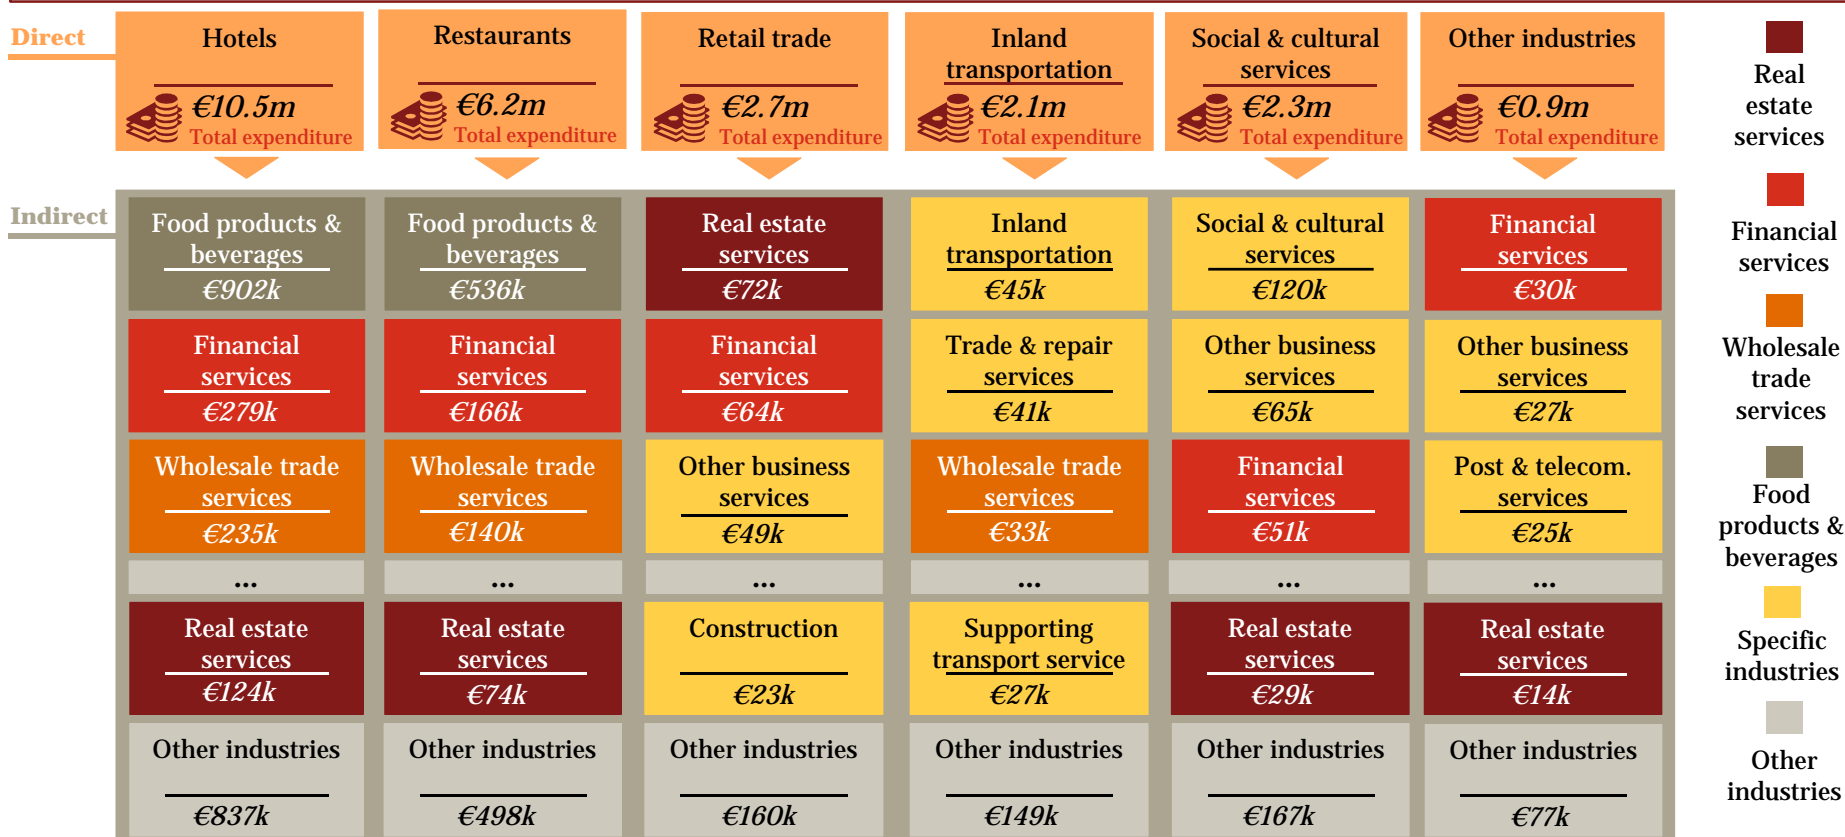 Direct
Hotels
€10.5m
Total expenditure
Restaurants
€6.2m
Total expenditure
Retail trade
€2.7m
Total expenditure
Inland
transportation
€2.1m
Total expenditure
Social & cultural
services
€2.3m
Total expenditure
Other industries
€0.9m
Total expenditure
Indirect
Food products &
beverages
€902k
Food products &
beverages
€536k
Real estate
services
€72k
Inland
transportation
€45k
Social & cultural
services
€120k
Financial
services
€30k
Financial
services
€279k
Financial
services
€166k
Financial
services
€64k
Trade & repair
services
€41k
Other business
services
€65k
Other business
services
€27k
Wholesale trade
services
€235k
Wholesale trade
services
€140k
Other business
services
€49k
Wholesale trade
services
€33k
Financial
services
€51k
Post & telecom.
services
€25k
...
...
...
...
...
...
Real estate
services
€124k
Real estate
services
€74k
Construction
€23k
Supporting
transport service
€27k
Real estate
services
€29k
Real estate
services
€14k
Other industries
€837k
Other industries
€498k
Other industries
€160k
Other industries
€149k
Other industries
€167k
Other industries
€77k
Real
estate
services
Financial
services
Wholesale
trade
services
Food
products &
beverages
Specific
industries
Other
industries